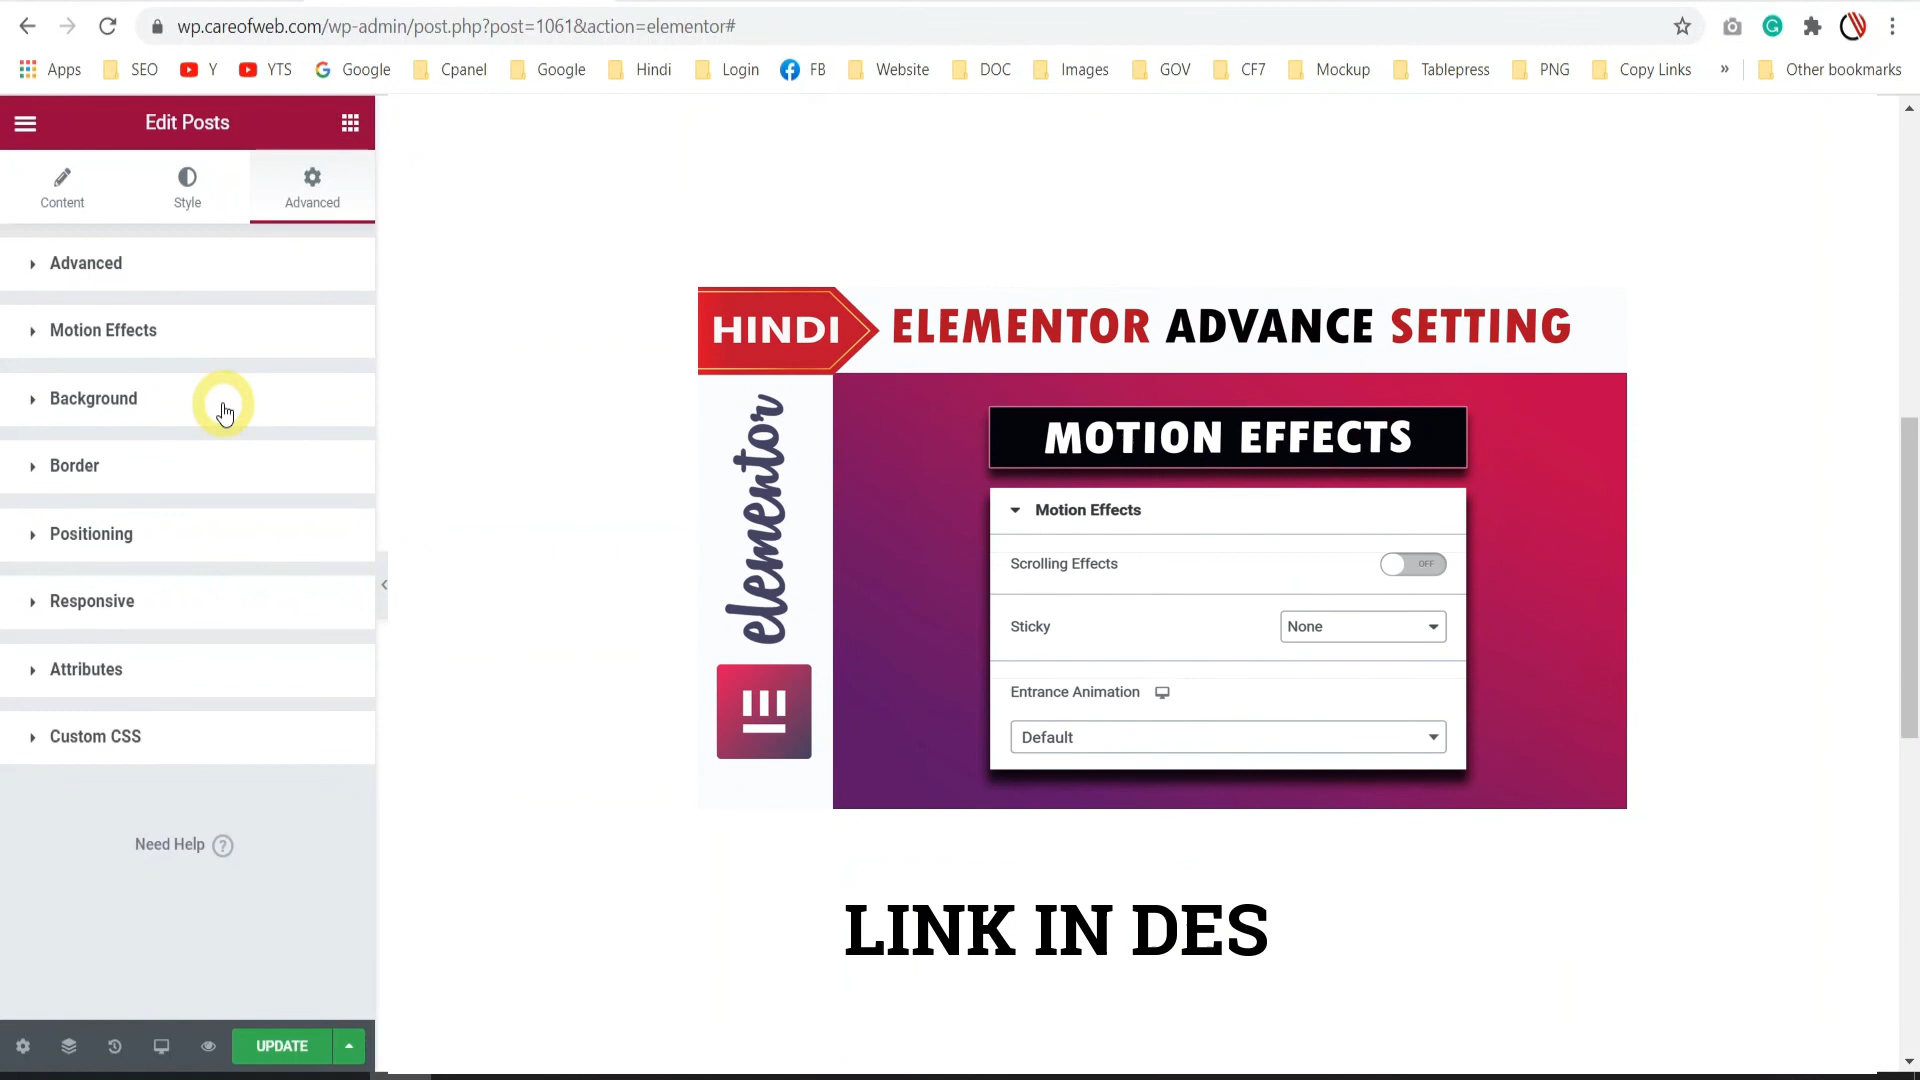 wp.careofweb.com/wp-admin/post.php?post=1061&action=elementor#
Apps SEO Y YTS Google Cpanel Google Hindi Login FB Website DOC Images GOV CF7 Mockup Tablepress PNG Copy Links » Other bookmarks
Edit Posts
Content Style Advanced
Advanced
Motion Effects
Background
Border
Positioning
Responsive
Attributes
Custom CSS
Need Help ?
UPDATE
HINDI ELEMENTOR ADVANCE SETTING
elementor
MOTION EFFECTS
Motion Effects
Scrolling Effects OFF
Sticky None
Entrance Animation
Default
LINK IN DES